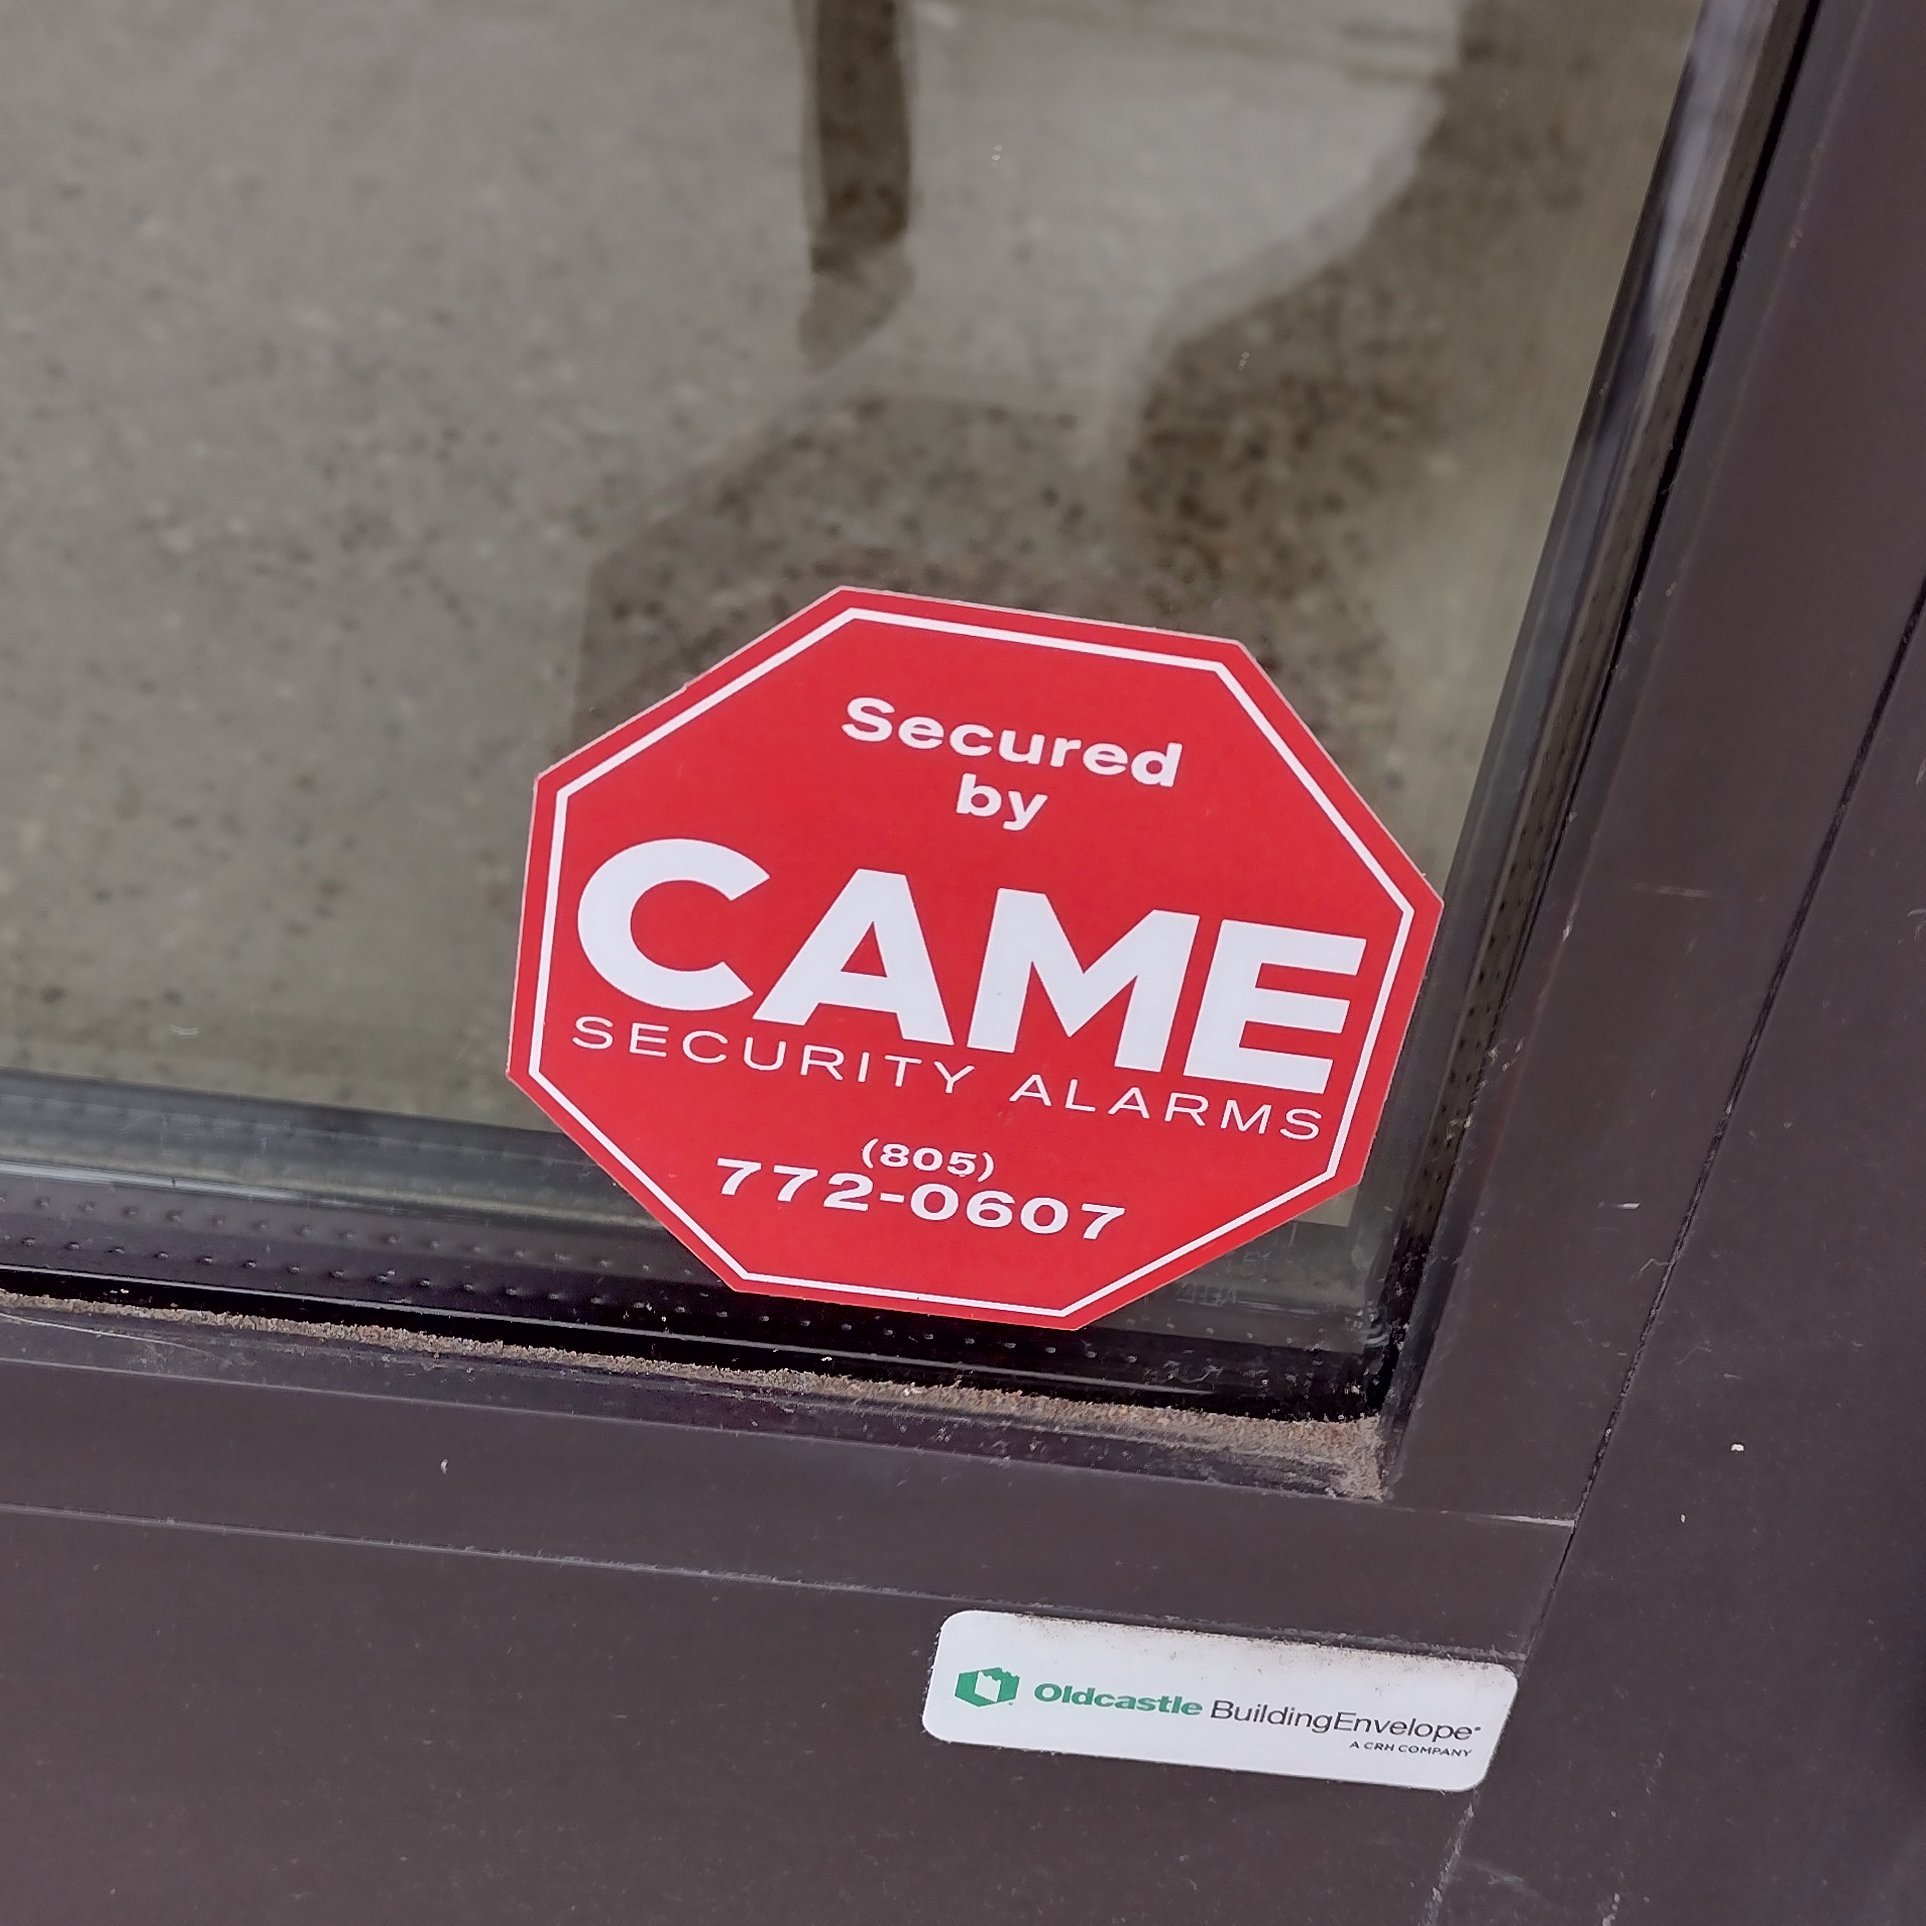 Secured
by
CAME
SECURITY ALARMS
(805)
772-0607
Oldcastle BuildingEnvelope®
A CRH COMPANY